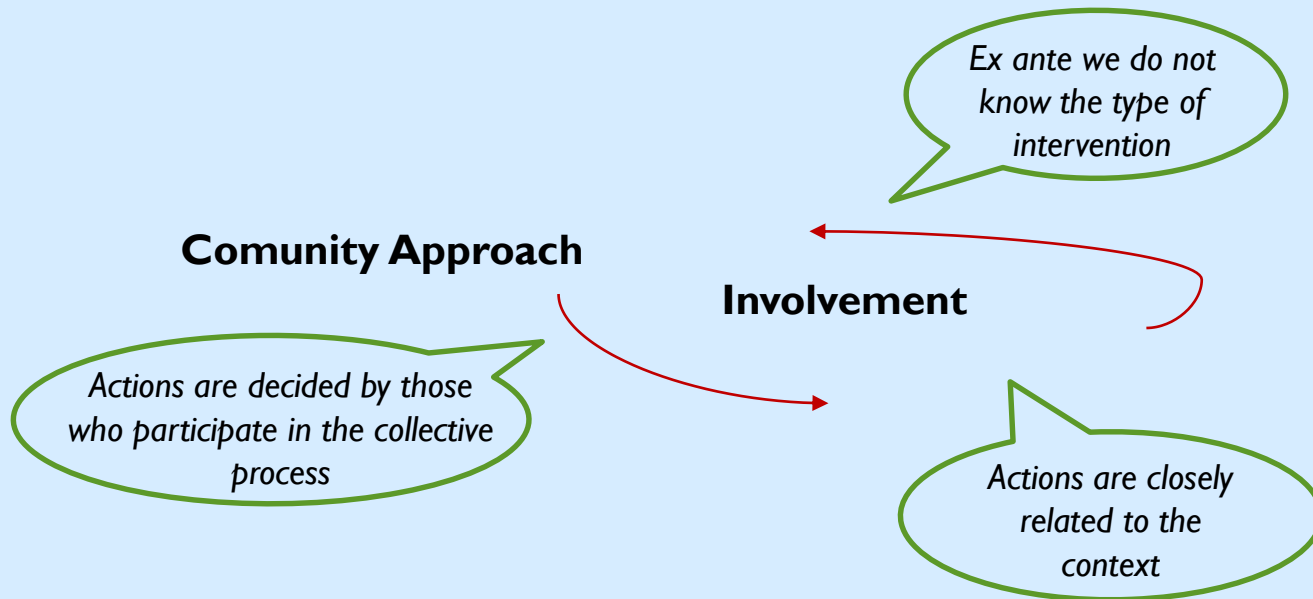 Ex ante we do not
know the type of
intervention
Comunity Approach
Involvement
Actions are decided by those
who participate in the collective
process
Actions are closely
related to the
context